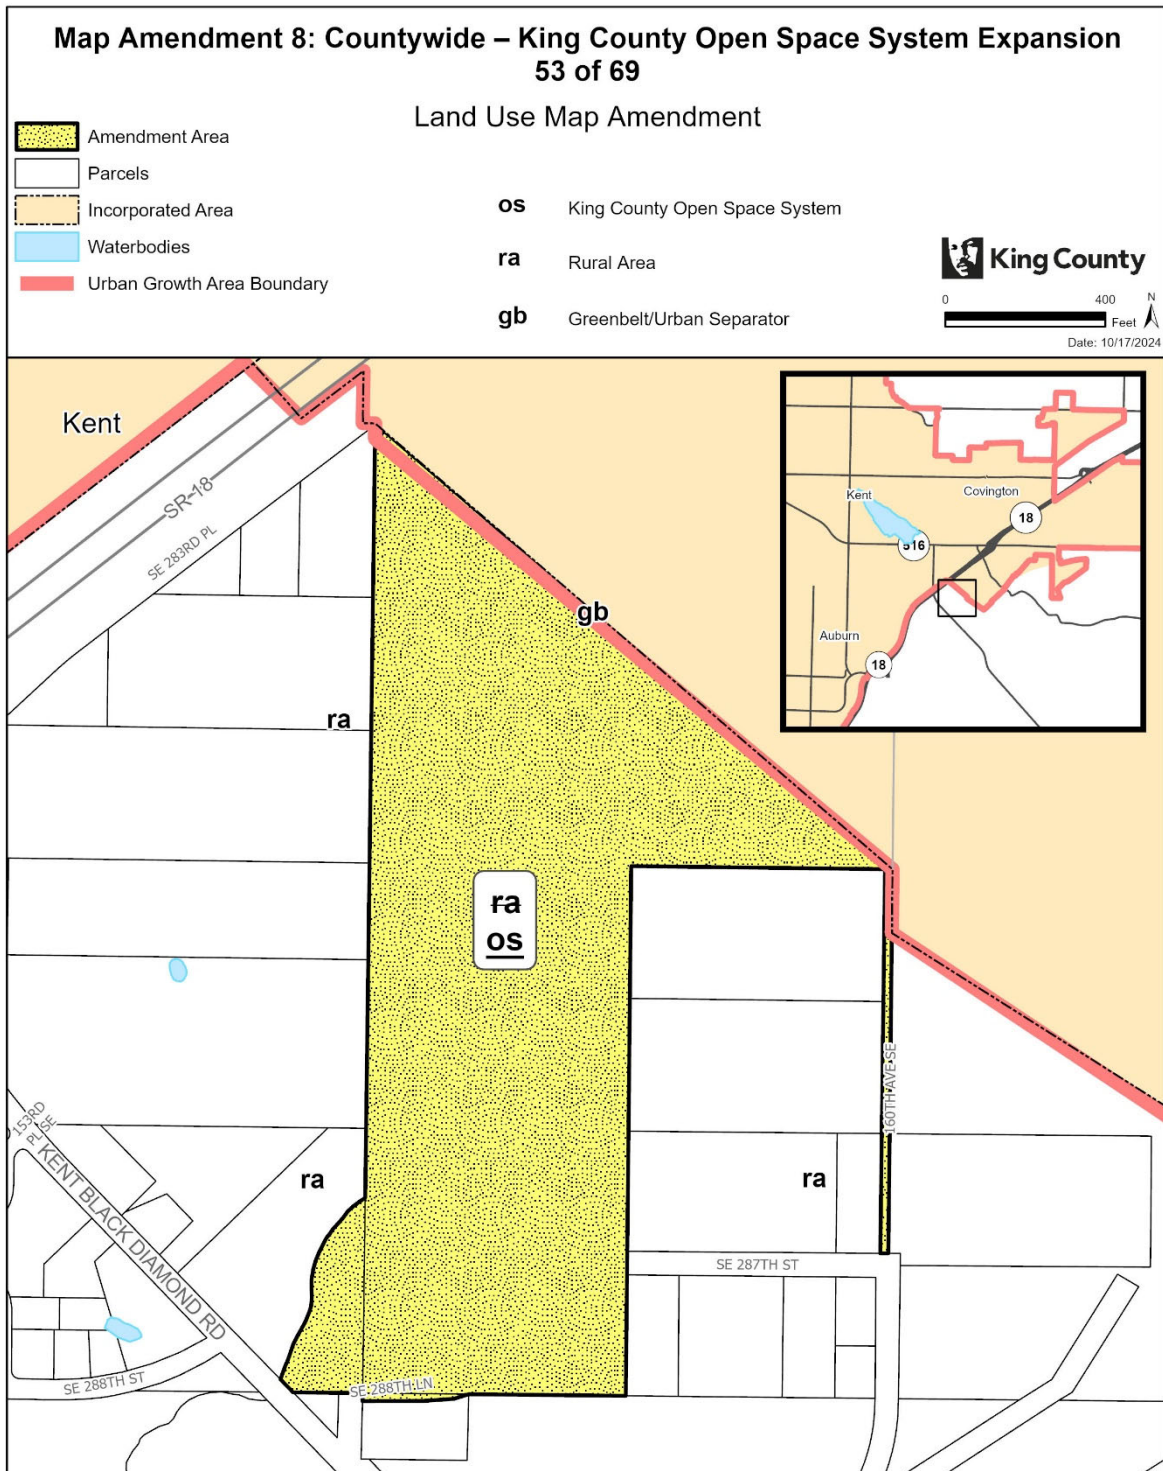 Map Amendment 8: Countywide – King County Open Space System Expansion
53 of 69
Land Use Map Amendment
Amendment Area
Parcels
Incorporated Area
Waterbodies
Urban Growth Area Boundary
os King County Open Space System
ra Rural Area
gb Greenbelt/Urban Separator
King County
0 400
Feet
N
Date: 10/17/2024
Kent
SR-18
SE 283RD PL
gb
ra
Kent
Covington
18
516
Auburn
18
ra
os
160TH AVE SE
153RD
PL SE
KENT BLACK DIAMOND RD
ra
ra
SE 287TH ST
SE 288TH ST
SE 288TH LN